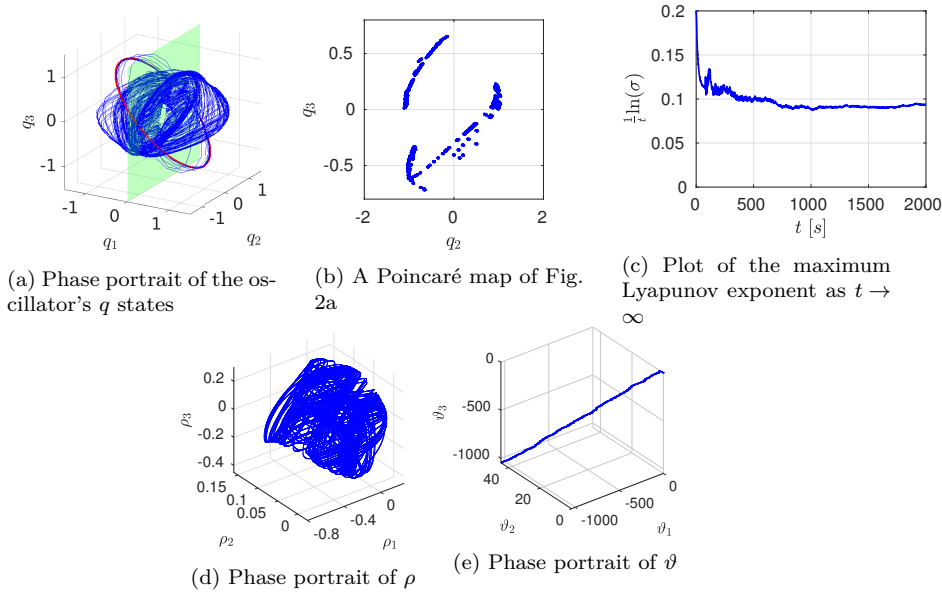 1
0
-1
q3
-1
0
1
q1
-1
1
q2
(a) Phase portrait of the os-
cillator's q states
0.5
0
-0.5
q3
-2
0
2
q2
(b) A Poincaré map of Fig.
2a
0.2
0.15
0.1
0.05
0
1/t ln(σ)
0
500
1000
1500
2000
t [s]
(c) Plot of the maximum
Lyapunov exponent as t →
∞
0.2
0
-0.2
-0.4
ρ3
0.15
0.1
0.05
0
ρ2
-0.8
-0.4
0
ρ1
(d) Phase portrait of ρ
0
-500
-1000
ϑ3
40
20
0
ϑ2
-1000
-500
0
ϑ1
(e) Phase portrait of ϑ